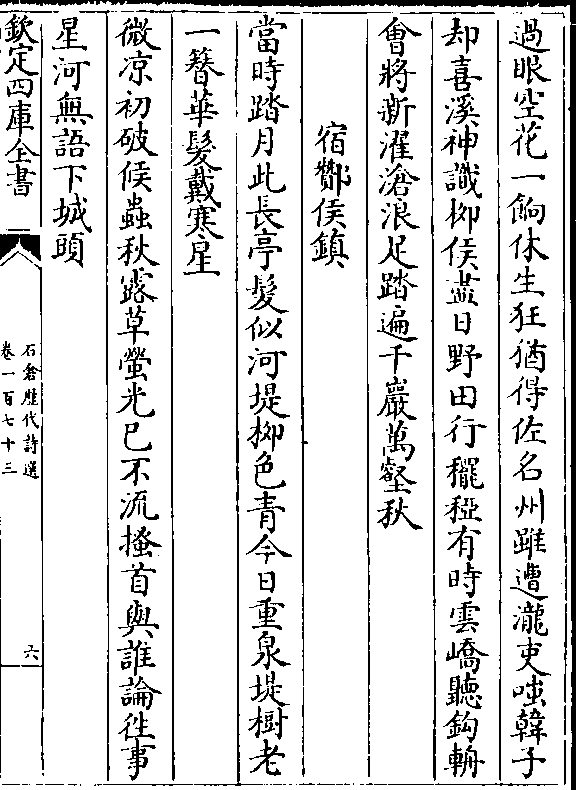 過眼空花一餉休生狂猶得佐名州雖遭瀧吏嗤韓子
却喜溪神識柳侯盡日野田行䆉稏有時雲嶠聽鈎輈
會將新濯滄浪足踏遍千巖萬壑秋
宿酇侯鎮
當時踏月此長亭髮似河堤柳色青今日重泉堤樹老
一簪華髮戴寒星
微凉初破候蟲秋露草螢光已不流搔首與誰論徃事
星河無語下城頭
欽定四庫全書
石倉歷代詩選
卷一百七十三
六